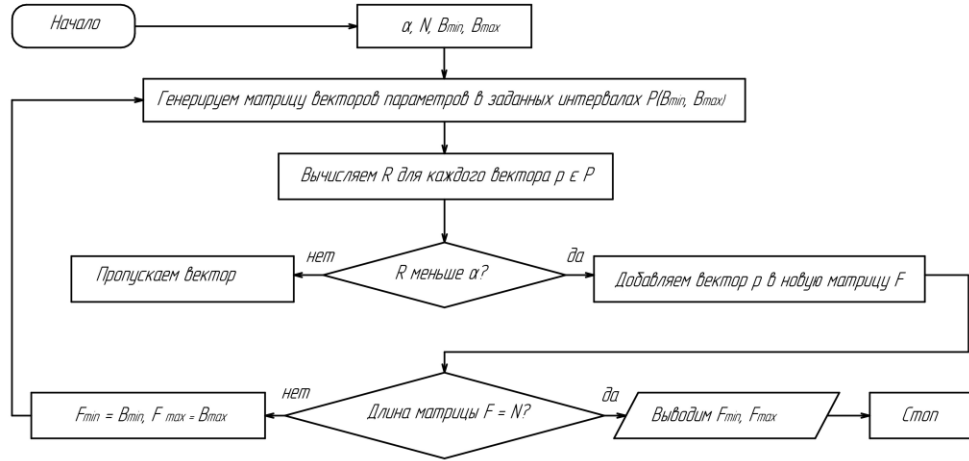 Начало
α, N, Bmin, Bmax
Генерируем матрицу векторов параметров в заданных интервалах P(Bmin, Bmax)
Вычисляем R для каждого вектора p ε P
нет
да
Пропускаем вектор
R меньше α?
Добавляем вектор p в новую матрицу F
нет
да
Fmin = Bmin, F max = Bmax
Длина матрицы F = N?
Выводим Fmin, Fmax
Стоп